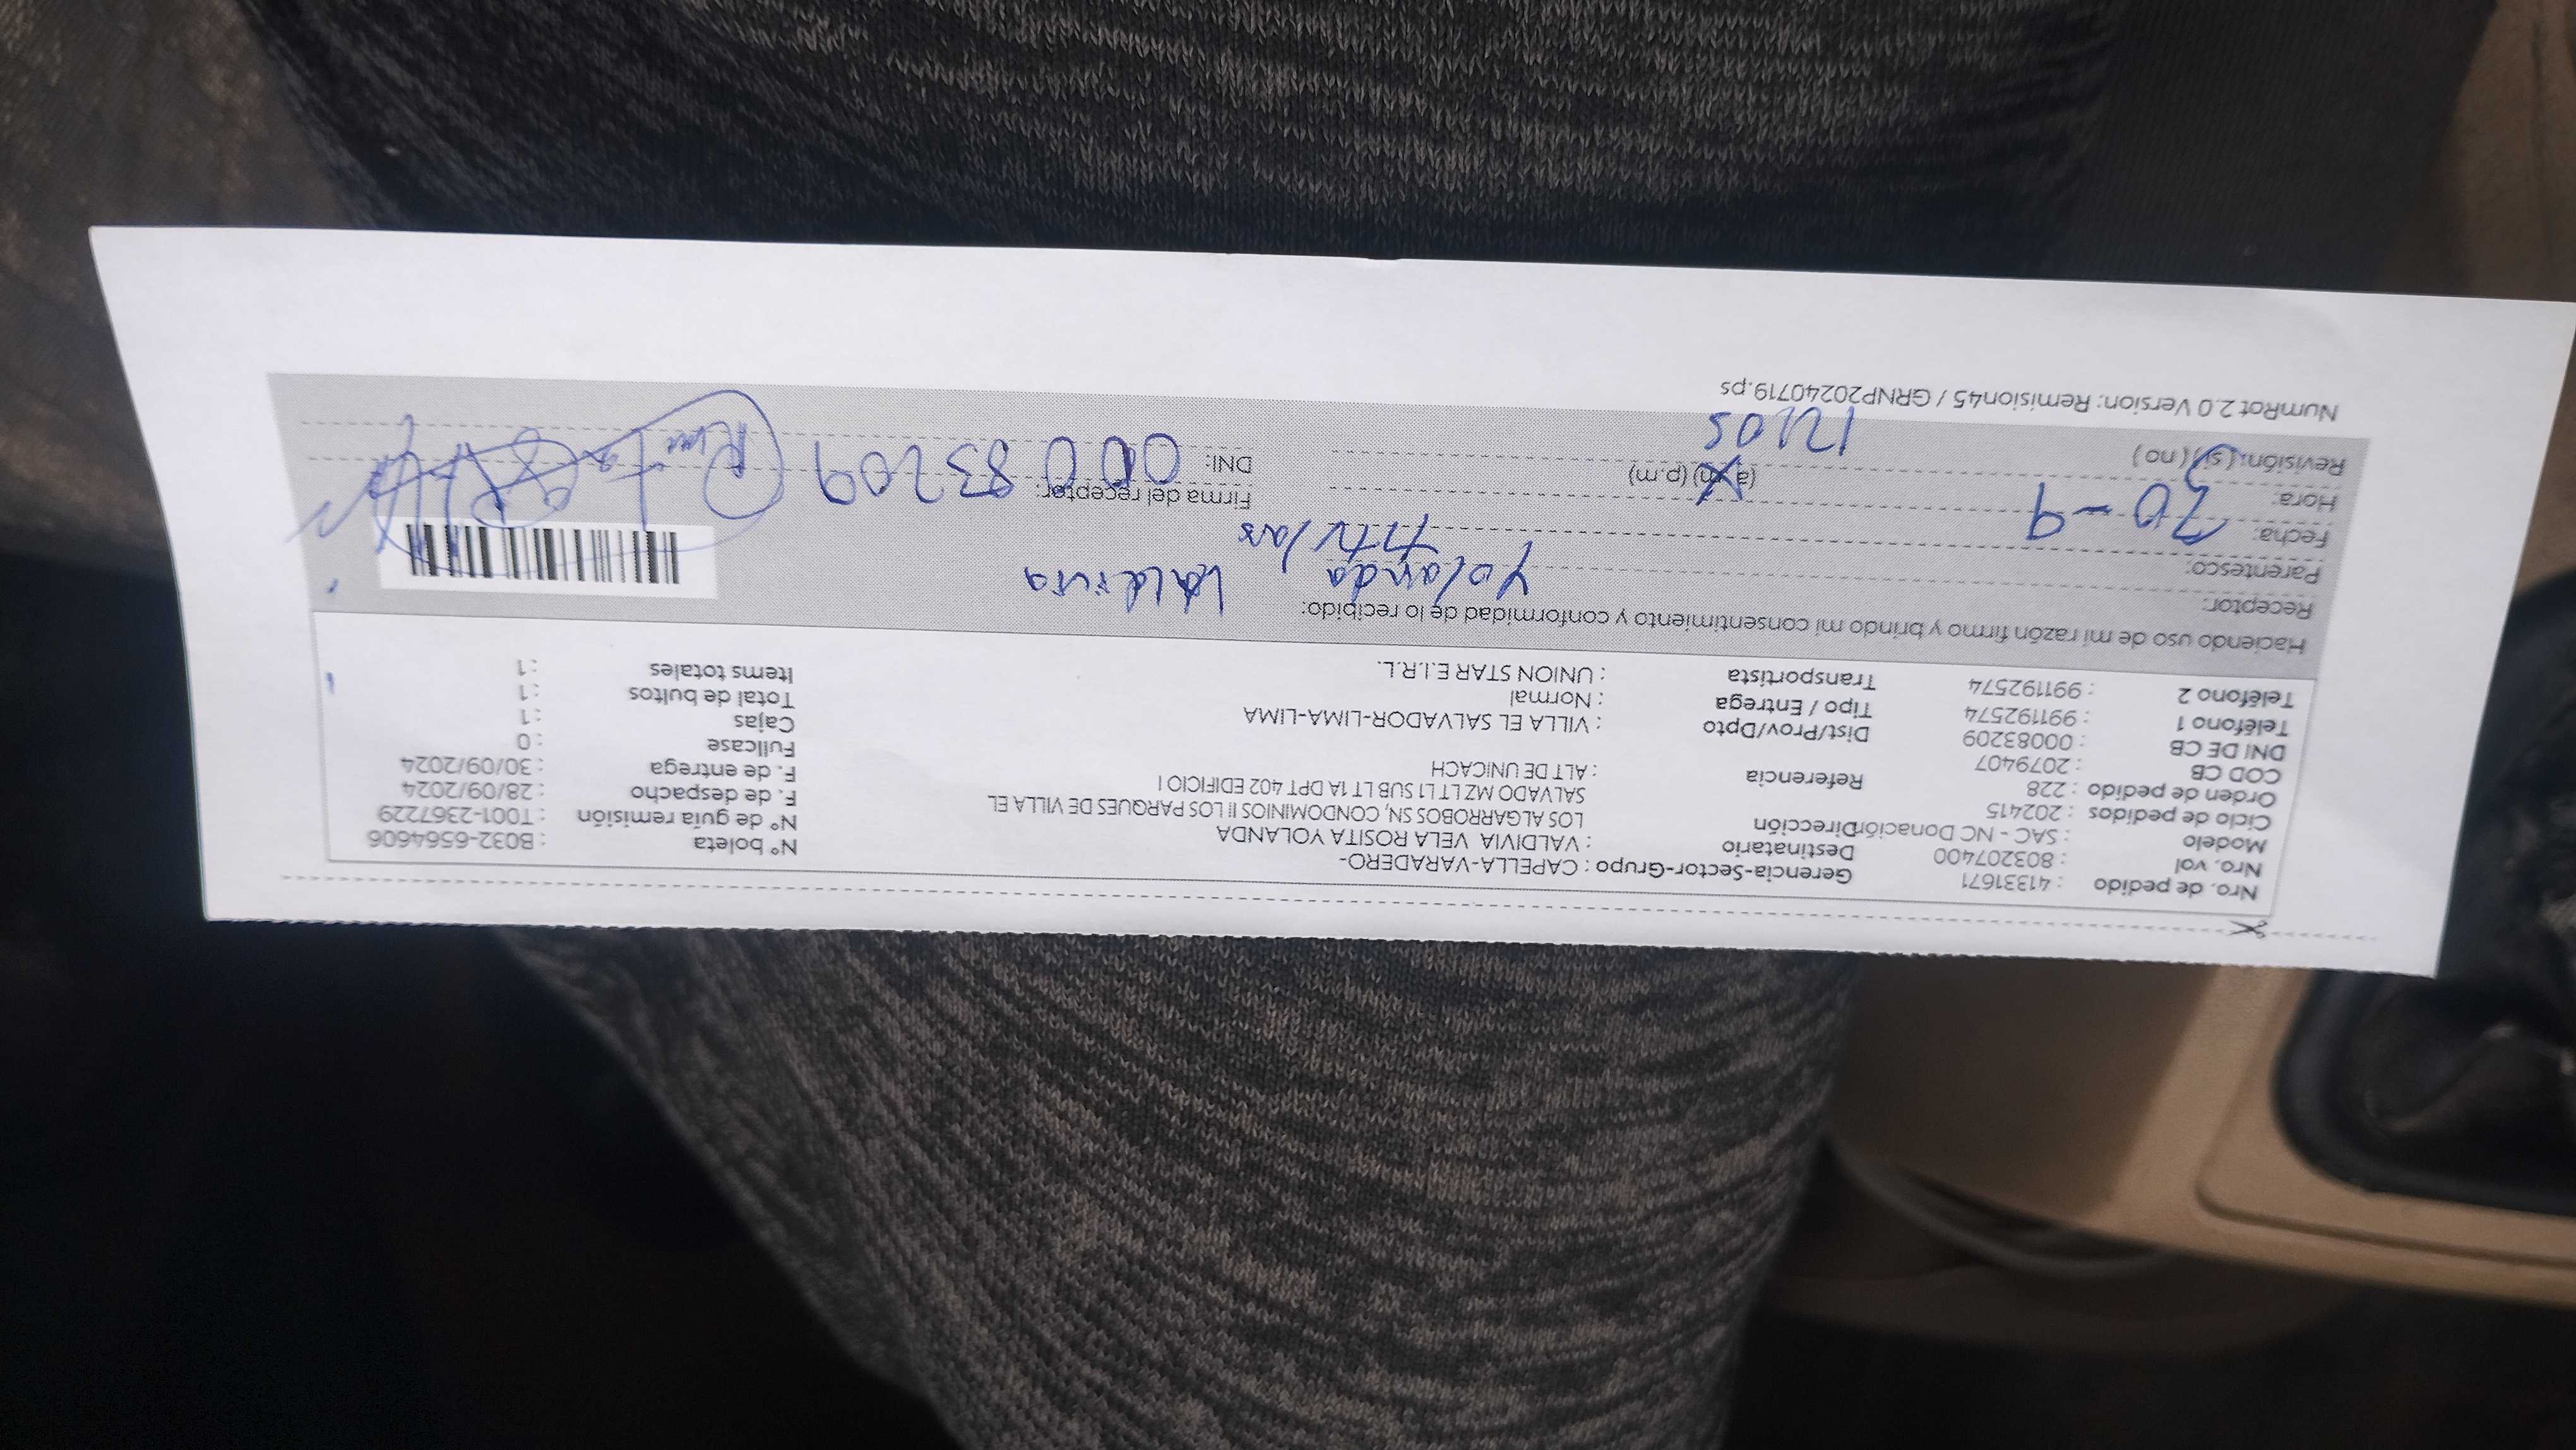 Nro. de pedido : 41331671 Gerencia-Sector-Grupo : CAPELLA-VARADERO- Nº boleta : B032-6564606
Nro. vol : 803207400 Destinatario : VALDIVIA VELA ROSITA YOLANDA Nº de guía remisión : T001-2367229
Modelo : SAC - NC Donación Dirección LOS ALGARROBOS SN, CONDOMINIOS II LOS PARQUES DE VILLA EL F. de despacho : 28/09/2024
Ciclo de pedidos : 202415 SALVADO MZ LT L1 SUB LT 1A DPT 402 EDIFICIO I F. de entrega : 30/09/2024
Orden de pedido : 228 Referencia : ALT DE UNICACH Fullcase : 0
COD CB : 2079407 Dist/Prov/Dpto : VILLA EL SALVADOR-LIMA-LIMA Cajas : 1
DNI DE CB : 00083209 Tipo / Entrega : Normal Total de bultos : 1
Teléfono 1 : 991192574 Transportista : UNION STAR E.I.R.L. Items totales : 1
Teléfono 2 : 991192574
Haciendo uso de mi razón firmo y brindo mi consentimiento y conformidad de lo recibido:
Receptor: Yolanda Valdivia
Parentesco: titular
Fecha: 30-9 Firma del receptor:
Hora: (a.m) (p.m) DNI: 00083209
Revisión: (si) (no) 12:05
NumRot 2.0 Version: Remision45 / GRNP20240719.ps